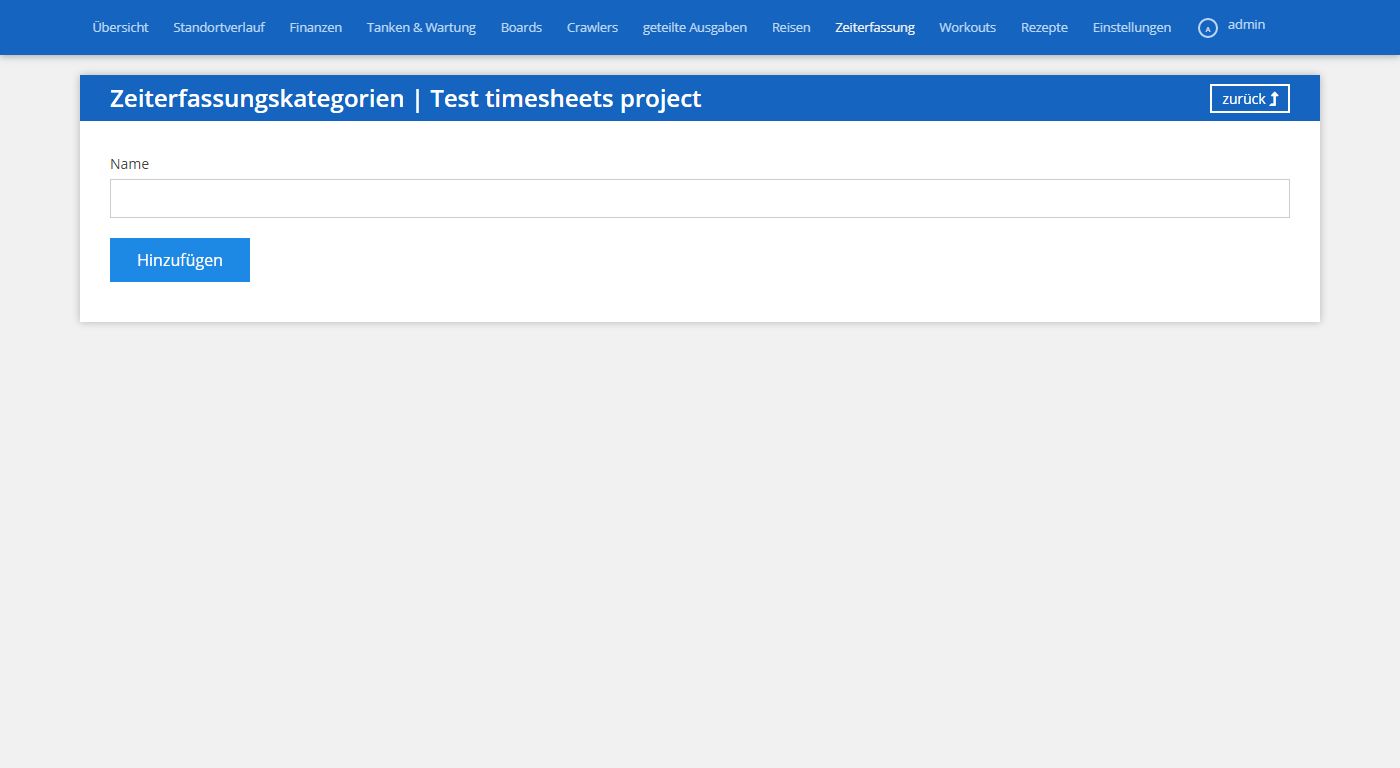 Übersicht Standortverlauf Finanzen Tanken & Wartung Boards Crawlers geteilte Ausgaben Reisen Zeiterfassung Workouts Rezepte Einstellungen A admin
Zeiterfassungskategorien | Test timesheets project zurück
Name
Hinzufügen